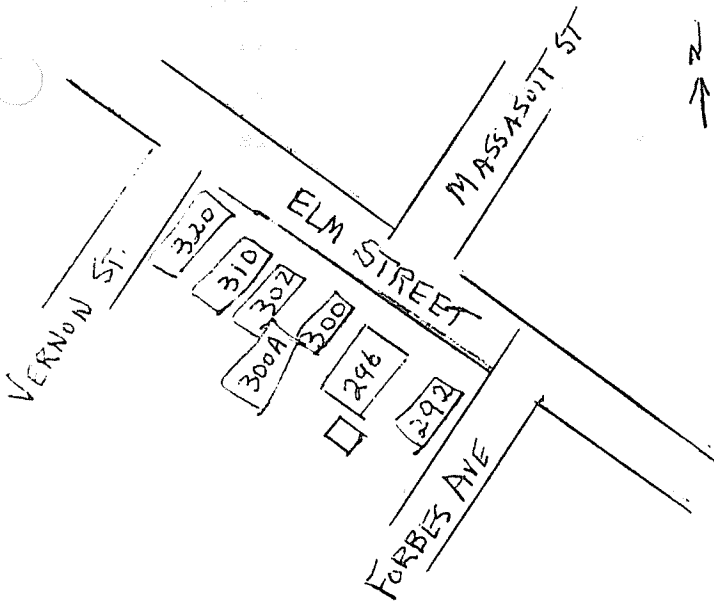 N
MASSASOIT ST
ELM STREET
VERNON ST.
320
310
302
300
300A
296
292
FORBES AVE